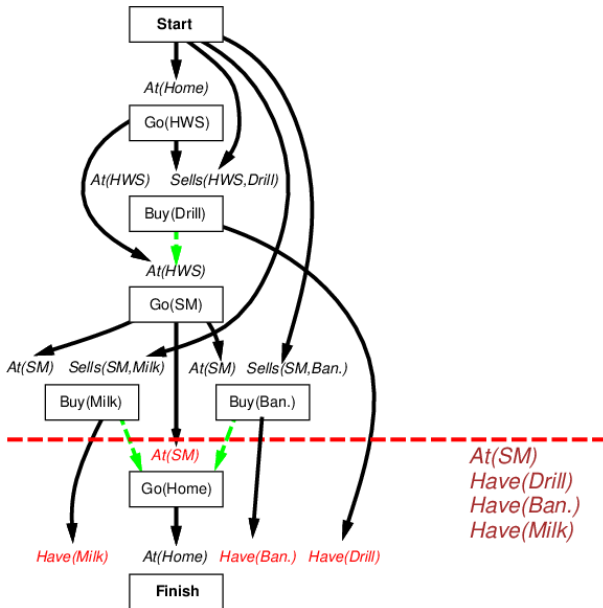 Start
At(Home)
Go(HWS)
At(HWS) Sells(HWS,Drill)
Buy(Drill)
At(HWS)
Go(SM)
At(SM) Sells(SM,Milk) At(SM) Sells(SM,Ban.)
Buy(Milk) Buy(Ban.)
At(SM)
Go(Home)
Have(Milk) At(Home) Have(Ban.) Have(Drill)
Finish
At(SM)
Have(Drill)
Have(Ban.)
Have(Milk)